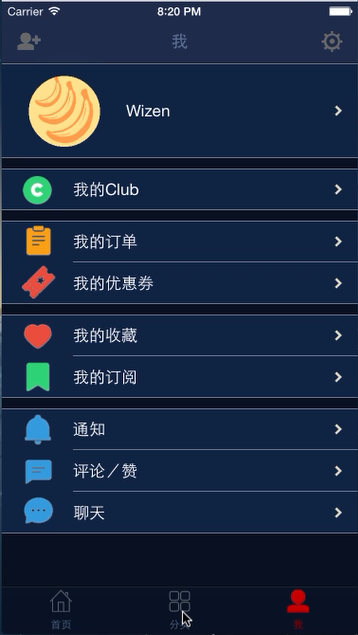 Carrier 8:20 PM
我
Wizen
我的Club
我的订单
我的优惠券
我的收藏
我的订阅
通知
评论／赞
聊天
首页 分类 我